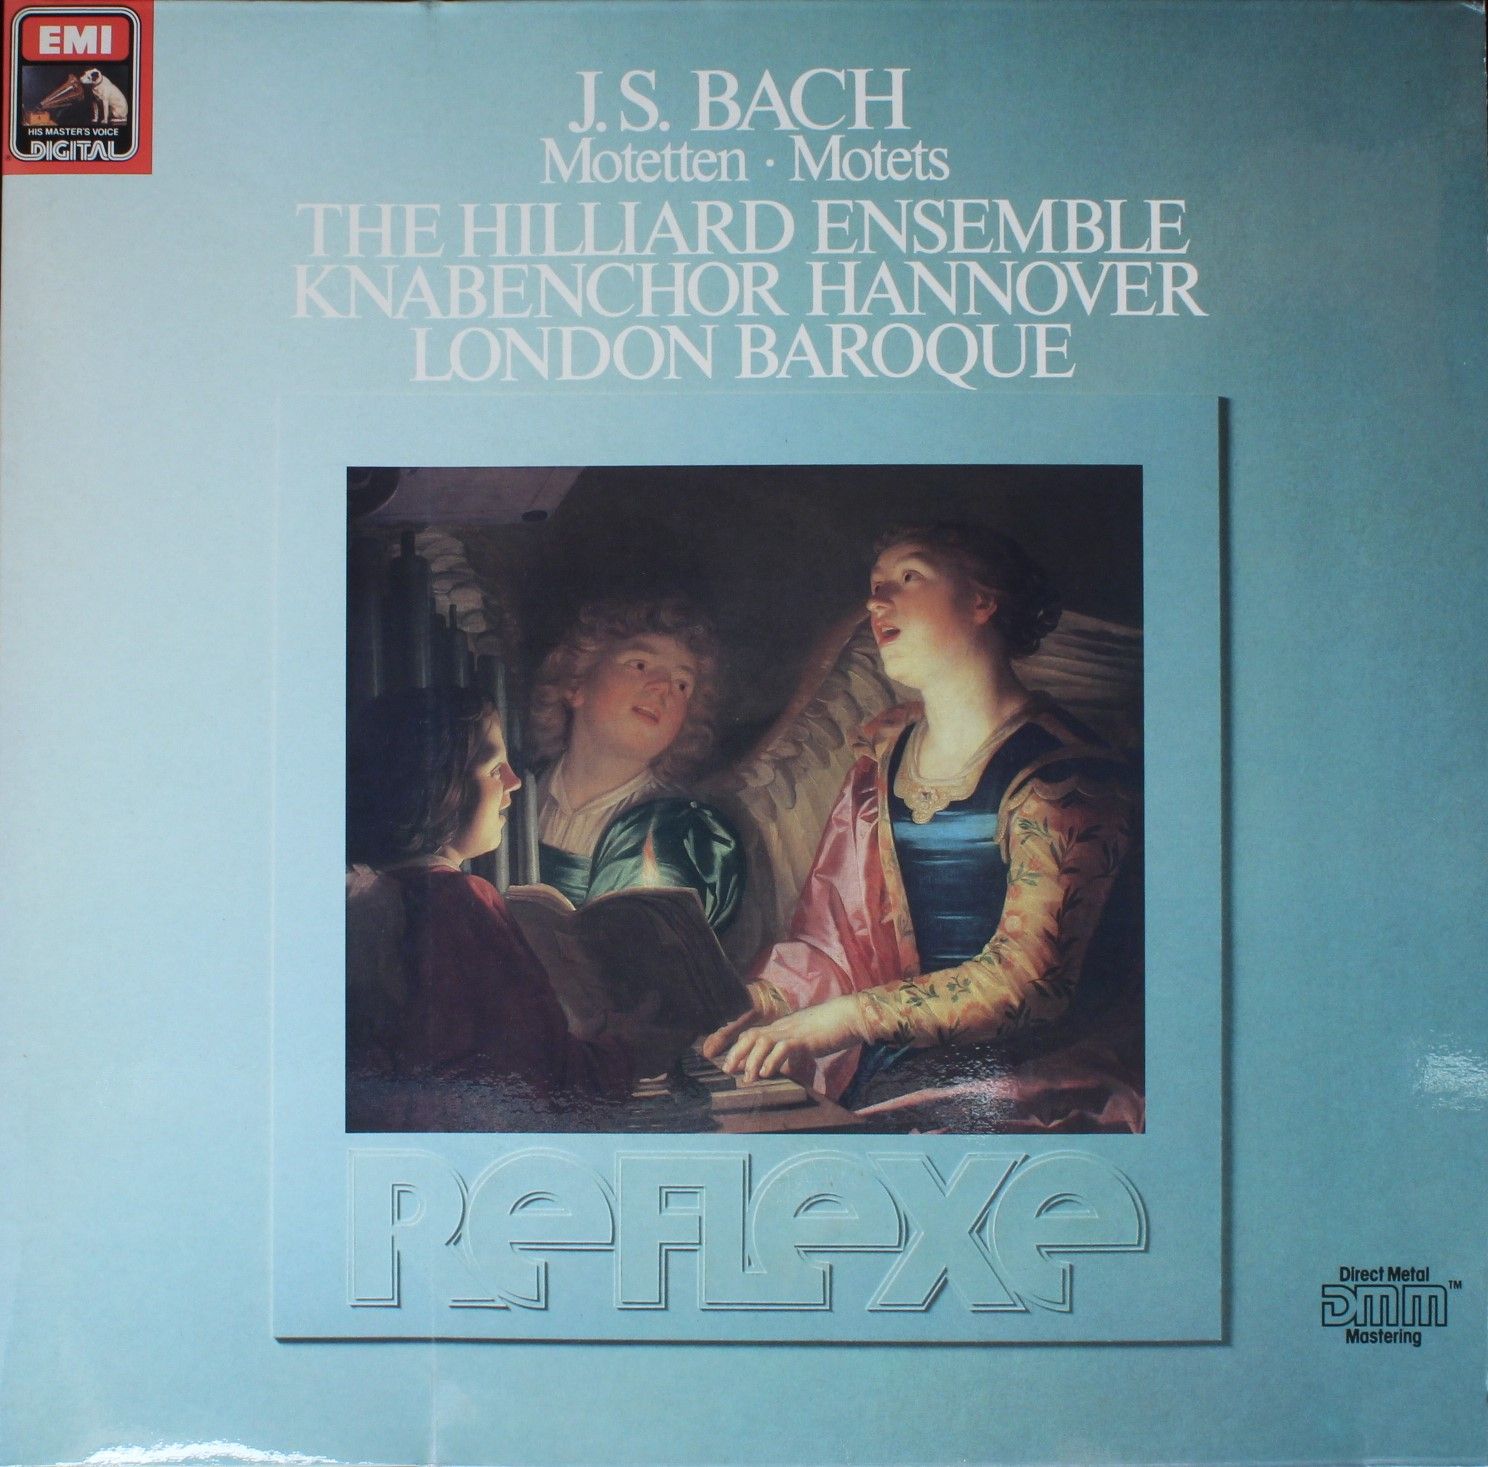 EMI
HIS MASTER'S VOICE
DIGITAL
J. S. BACH
Motetten · Motets
THE HILLIARD ENSEMBLE
KNABENCHOR HANNOVER
LONDON BAROQUE
REFLEXE
Direct Metal
DMM™
Mastering